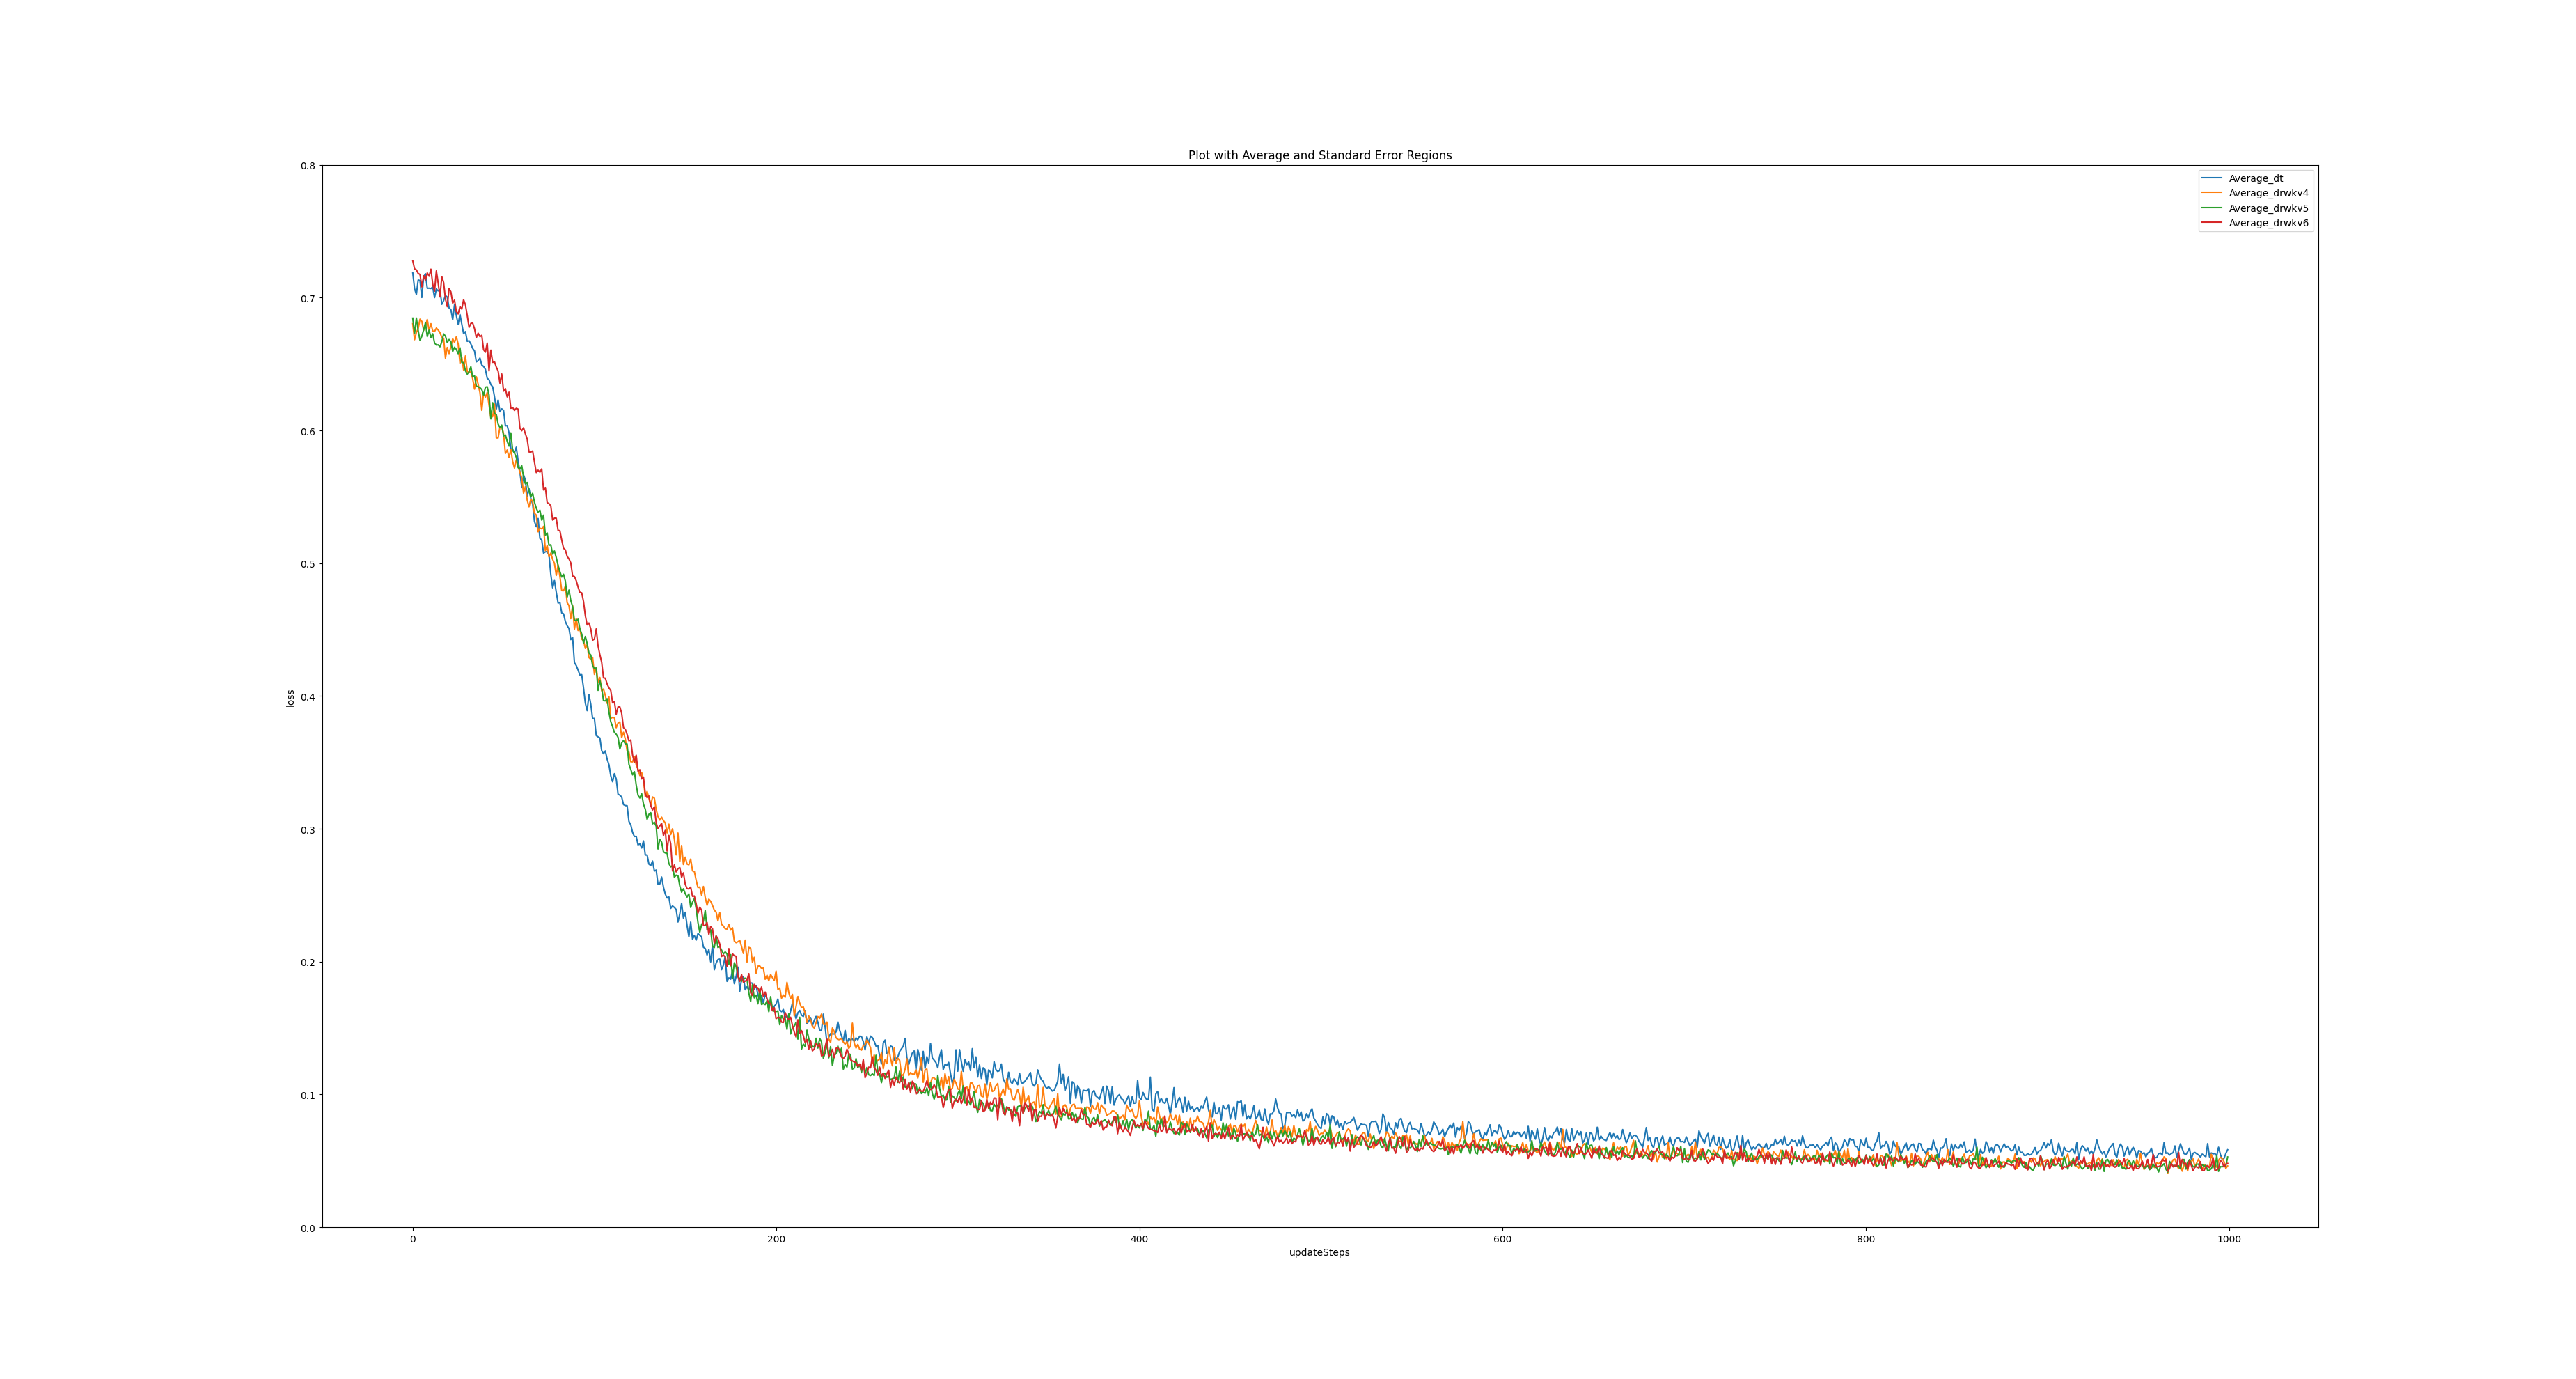 Plot with Average and Standard Error Regions
0.8
0.7
0.6
0.5
0.4
0.3
0.2
0.1
0.0
loss
Average_dt
Average_drwkv4
Average_drwkv5
Average_drwkv6
0 200 400 600 800 1000
updateSteps